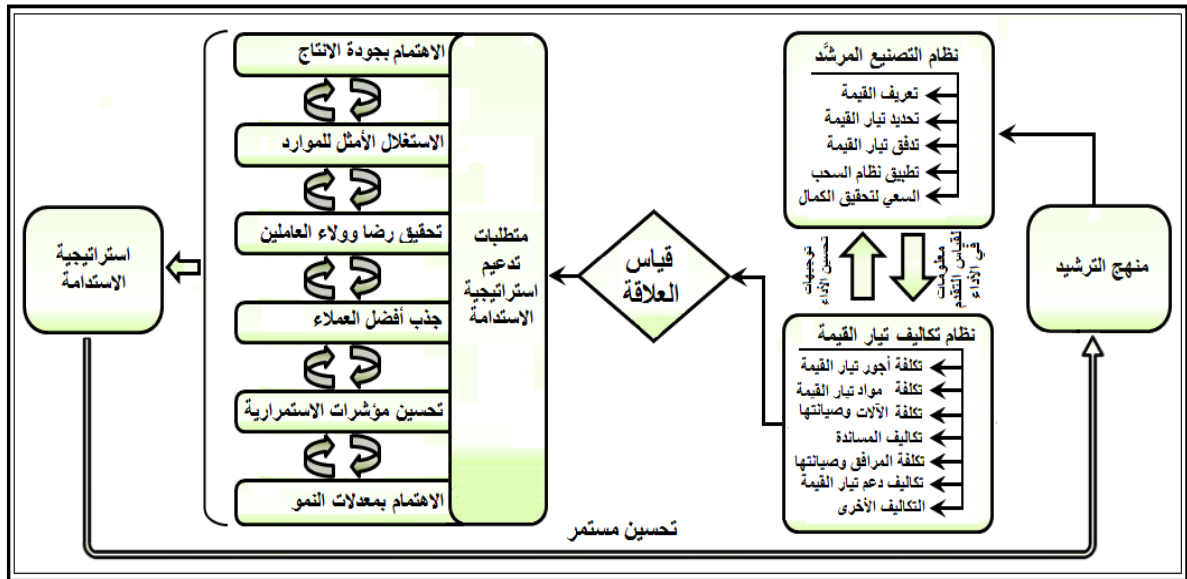 منهج الترشيد
نظام التصنيع المرشَّد
تعريف القيمة
تحديد تيار القيمة
تدفق تيار القيمة
تطبيق نظام السحب
السعي لتحقيق الكمال
معلومات
لقياس التقدم
في الأداء
توجيهات
تحسين الأداء
نظام تكاليف تيار القيمة
تكلفة أجور تيار القيمة
تكلفة مواد تيار القيمة
تكلفة الآلات وصيانتها
تكاليف المساندة
تكلفة المرافق وصيانتها
تكاليف دعم تيار القيمة
التكاليف الأخرى
قياس
العلاقة
متطلبات
تدعيم
استراتيجية
الاستدامة
الاهتمام بجودة الانتاج
الاستغلال الأمثل للموارد
تحقيق رضا وولاء العاملين
جذب أفضل العملاء
تحسين مؤشرات الاستمرارية
الاهتمام بمعدلات النمو
استراتيجية
الاستدامة
تحسين مستمر